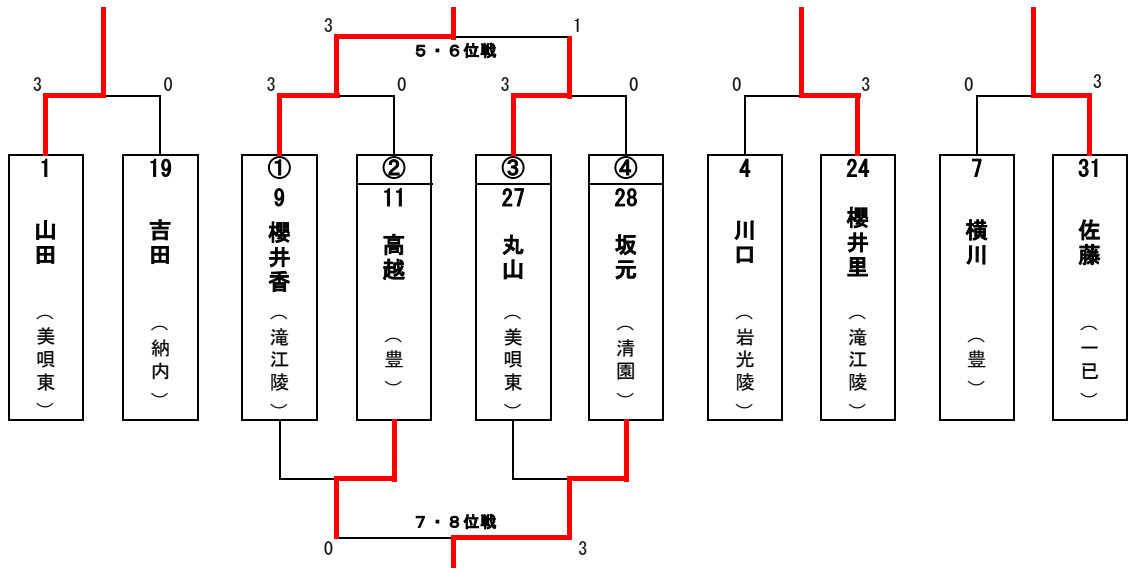 3 1
5・6位戦
3 0 3 0 3 0 0 3 0 3
1 19 ① ② ③ ④ 4 24 7 31
9 11 27 28
山田
(美唄東)
吉田
(納内)
櫻井香
(滝江陵)
高越
(豊)
丸山
(美唄東)
坂元
(清園)
川口
(岩光陵)
櫻井里
(滝江陵)
横川
(豊)
佐藤
(一已)
7・8位戦
0 3